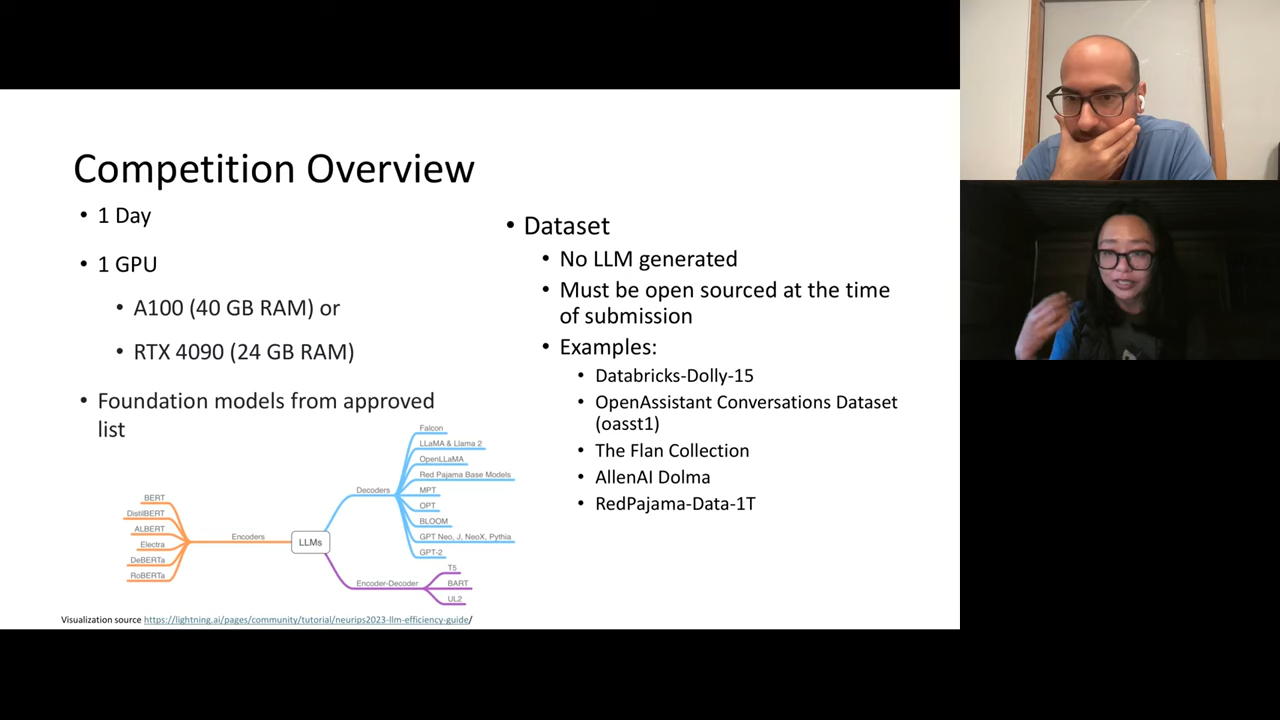 Competition Overview
• 1 Day
• 1 GPU
• A100 (40 GB RAM) or
• RTX 4090 (24 GB RAM)
• Foundation models from approved
list
• Dataset
• No LLM generated
• Must be open sourced at the time
of submission
• Examples:
• Databricks-Dolly-15
• OpenAssistant Conversations Dataset
(oasst1)
• The Flan Collection
• AllenAI Dolma
• RedPajama-Data-1T
BERT
DistilBERT
ALBERT
Electra
DeBERTa
RoBERTa
Encoders
LLMs
Decoders
Falcon
LLaMA & Llama 2
OpenLLaMA
Red Pajama Base Models
MPT
OPT
BLOOM
GPT Neo, J, NeoX, Pythia
GPT-2
Encoder-Decoder
T5
BART
UL2
Visualization source https://lightning.ai/pages/community/tutorial/neurips2023-llm-efficiency-guide/